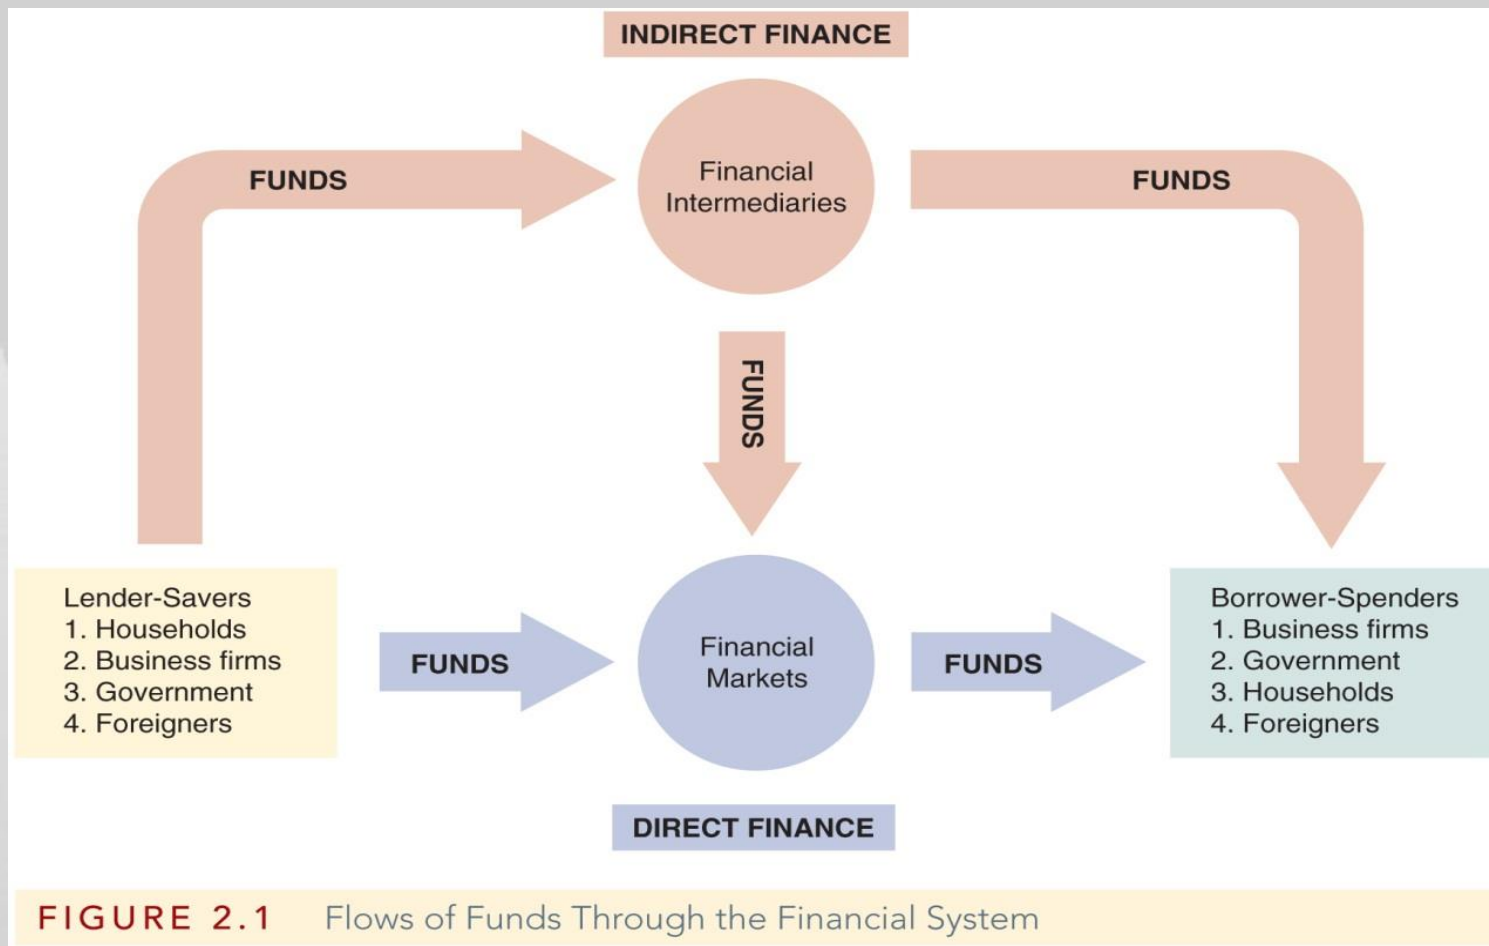 INDIRECT FINANCE
FUNDS
Financial
Intermediaries
FUNDS
FUNDS
Lender-Savers
1. Households
2. Business firms
3. Government
4. Foreigners
FUNDS
Financial
Markets
FUNDS
Borrower-Spenders
1. Business firms
2. Government
3. Households
4. Foreigners
DIRECT FINANCE
FIGURE 2.1 Flows of Funds Through the Financial System